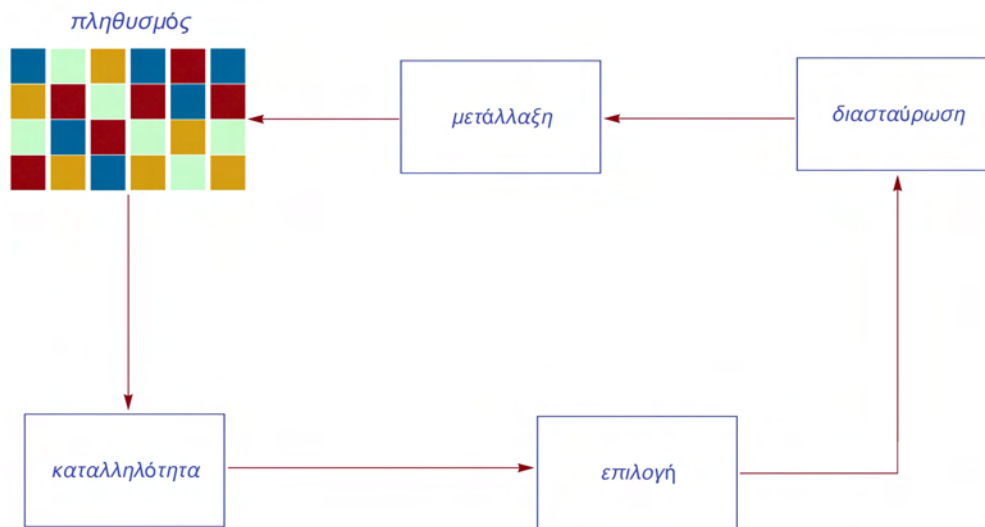 πληθυσμός
μετάλλαξη
διασταύρωση
καταλληλότητα
επιλογή